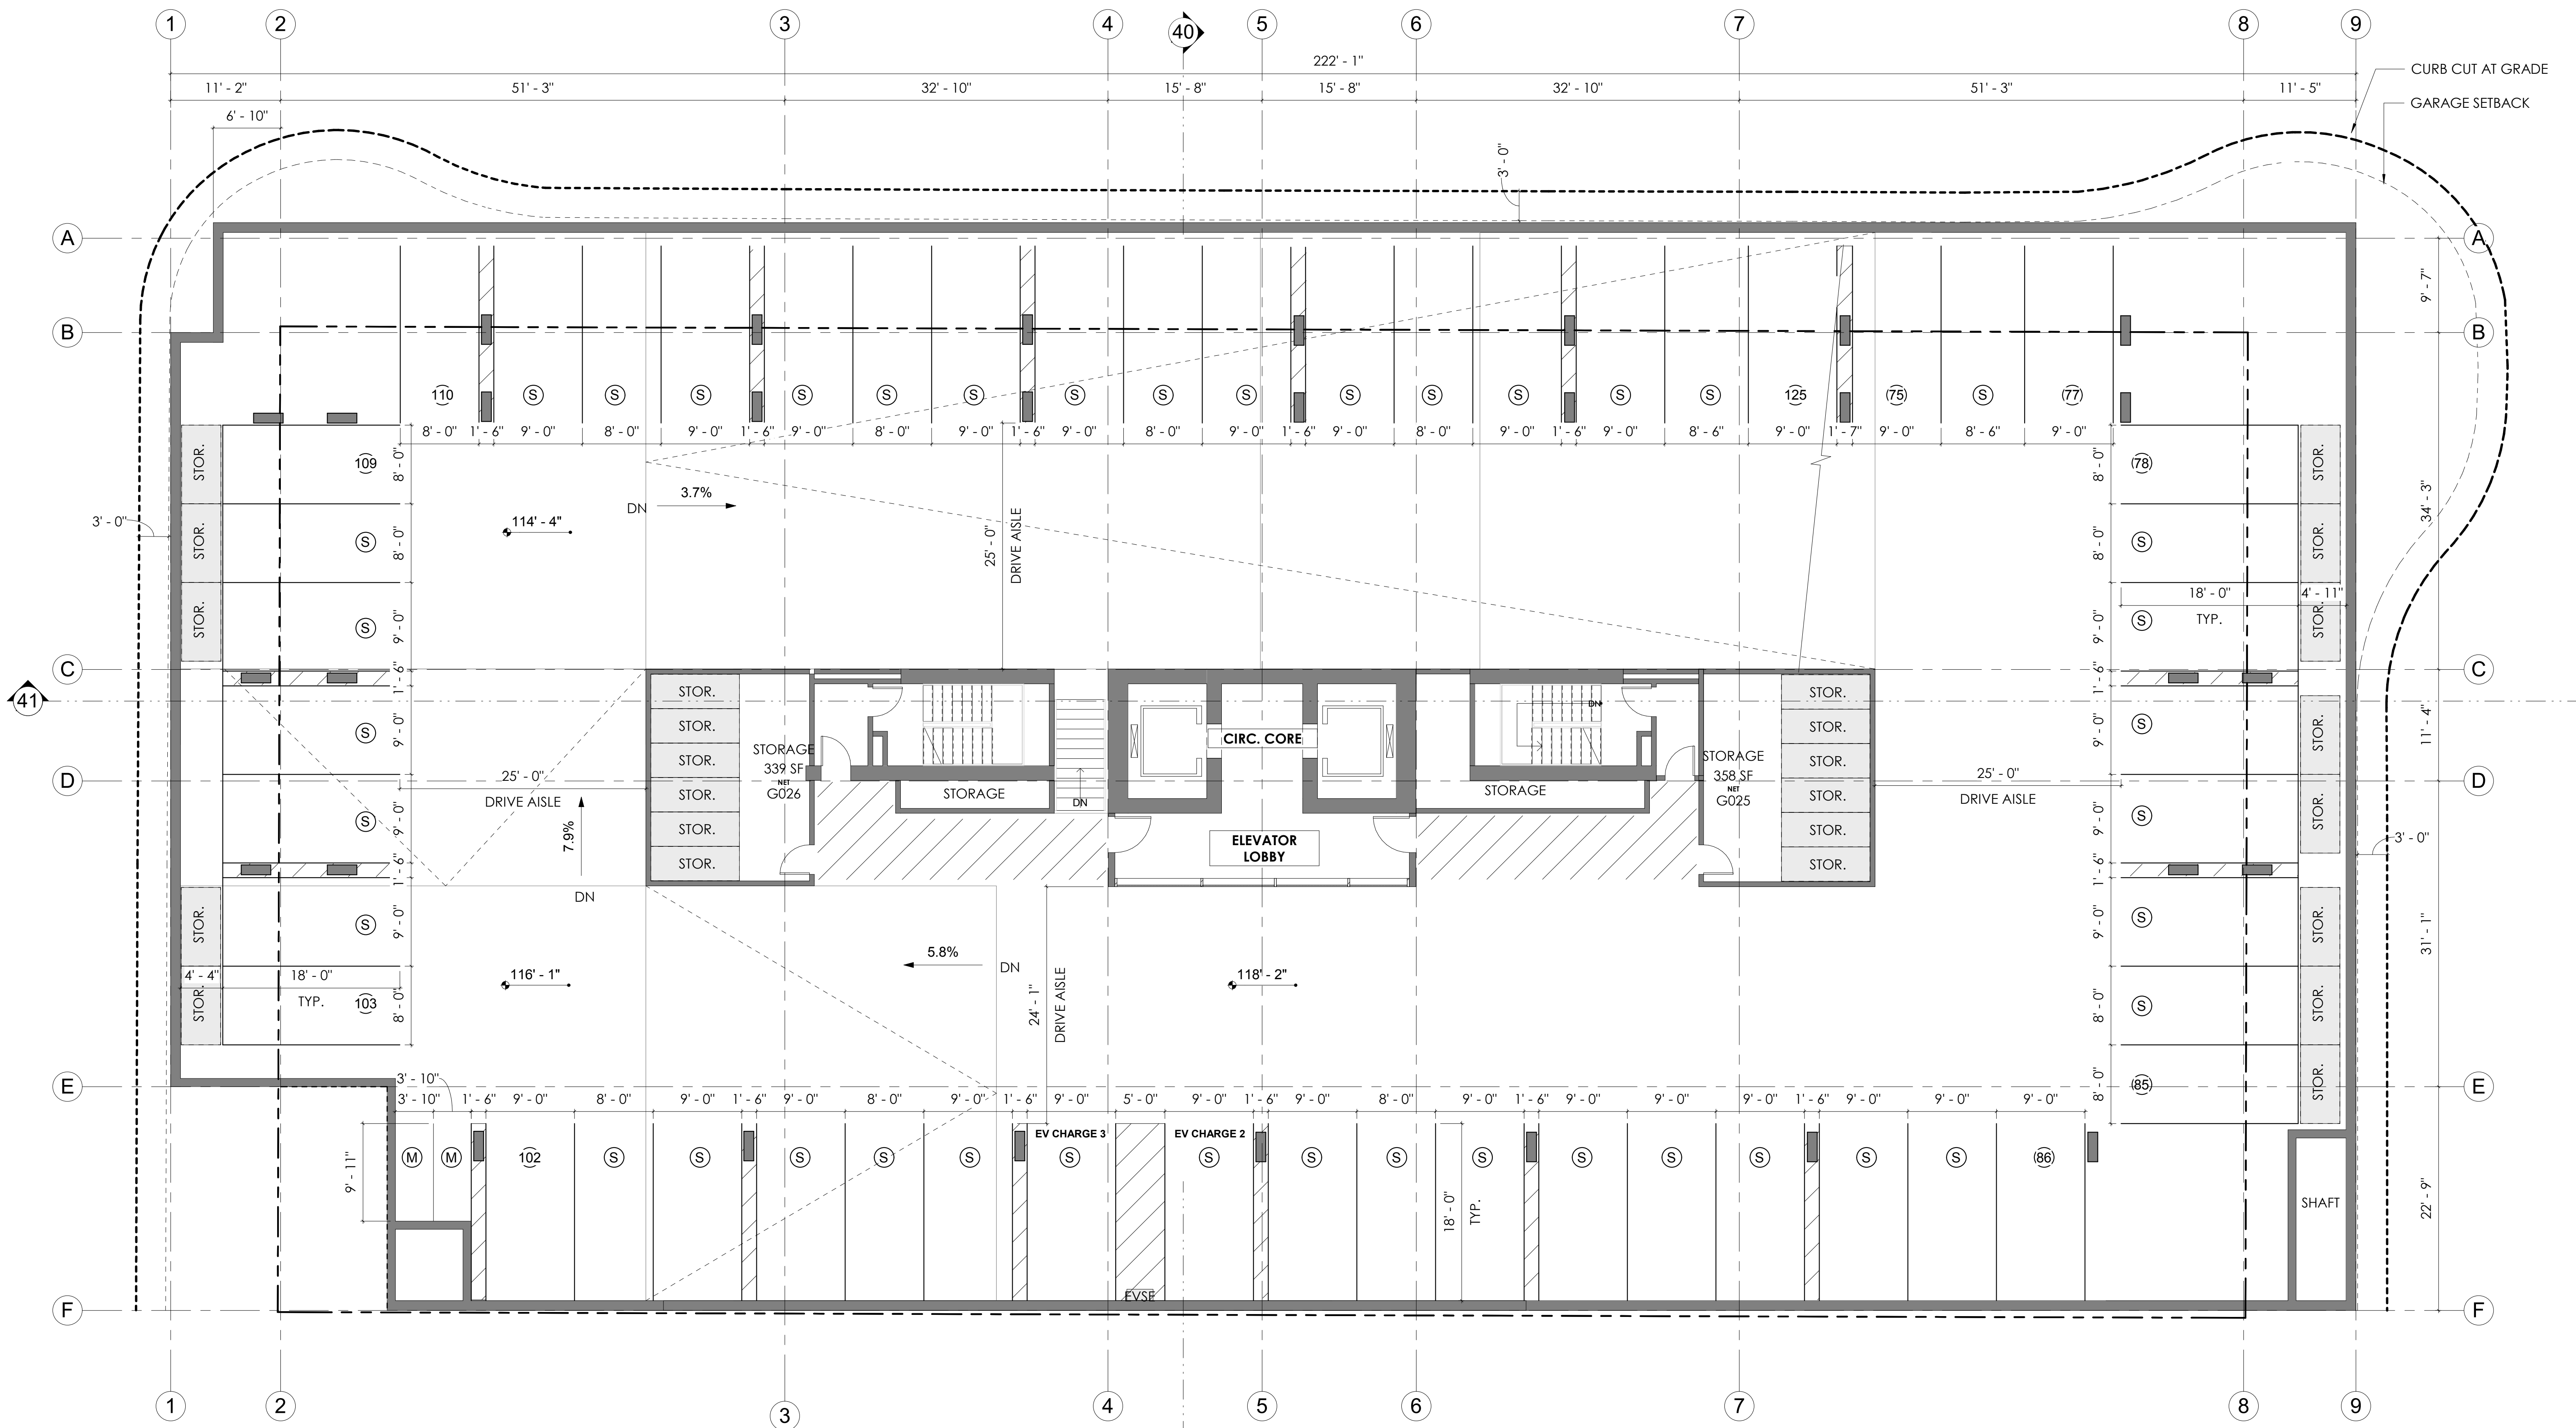 1 2 3 4 40 5 6 7 8 9
222' - 1"
CURB CUT AT GRADE
11' - 2" 51' - 3" 32' - 10" 15' - 8" 15' - 8" 32' - 10" 51' - 3" 11' - 5"
GARAGE SETBACK
6' - 10"
3' - 0"
A A
9' - 7"
B B
110 S S S S S S S S S S S S S S 125 (75) S (77)
8' - 0" 1' - 6" 9' - 0" 8' - 0" 9' - 0" 1' - 6" 9' - 0" 8' - 0" 9' - 0" 1' - 6" 9' - 0" 8' - 0" 9' - 0" 1' - 6" 9' - 0" 8' - 0" 9' - 0" 1' - 6" 9' - 0" 8' - 6" 9' - 0" 1' - 7" 9' - 0" 8' - 6" 9' - 0"
STOR. 109 8' - 0"
8' - 0" (78) STOR.
3.7%
DN
34' - 3"
3' - 0"
114' - 4"
STOR. S 8' - 0"
25' - 0"
DRIVE AISLE
8' - 0" S STOR.
18' - 0" 4' - 11"
TYP.
STOR. S 9' - 0"
9' - 0" S STOR.
C C
1' - 6"
1' - 6"
41
STOR.
STOR.
STOR.
STOR.
STOR.
STOR.
STORAGE
339 SF
NET
G026
STORAGE
DN
CIRC. CORE
DN
STORAGE
STORAGE
358 SF
NET
G025
STOR.
STOR.
STOR.
STOR.
STOR.
STOR.
S 9' - 0"
9' - 0" S STOR.
11' - 4"
D D
25' - 0"
DRIVE AISLE
25' - 0"
DRIVE AISLE
S 9' - 0"
9' - 0" S STOR.
7.9%
DN
ELEVATOR
LOBBY
3' - 0"
1' - 6"
1' - 6"
STOR. S 9' - 0"
9' - 0" S STOR.
31' - 1"
5.8%
DN
4' - 4" 18' - 0"
TYP.
116' - 1"
118' - 2"
STOR. 103 8' - 0"
24' - 1"
DRIVE AISLE
8' - 0" S STOR.
3' - 10"
E E
8' - 0" (85) STOR.
3' - 10" 1' - 6" 9' - 0" 8' - 0" 9' - 0" 1' - 6" 9' - 0" 8' - 0" 9' - 0" 1' - 6" 9' - 0" 5' - 0" 9' - 0" 1' - 6" 9' - 0" 8' - 0" 9' - 0" 1' - 6" 9' - 0" 9' - 0" 9' - 0" 1' - 6" 9' - 0" 9' - 0" 9' - 0"
EV CHARGE 3 EV CHARGE 2
M M 102 S S S S S S S S S S S S S S S (86)
9' - 11"
18' - 0"
TYP.
SHAFT
22' - 9"
EVSE
F F
1 2 3 4 5 6 7 8 9